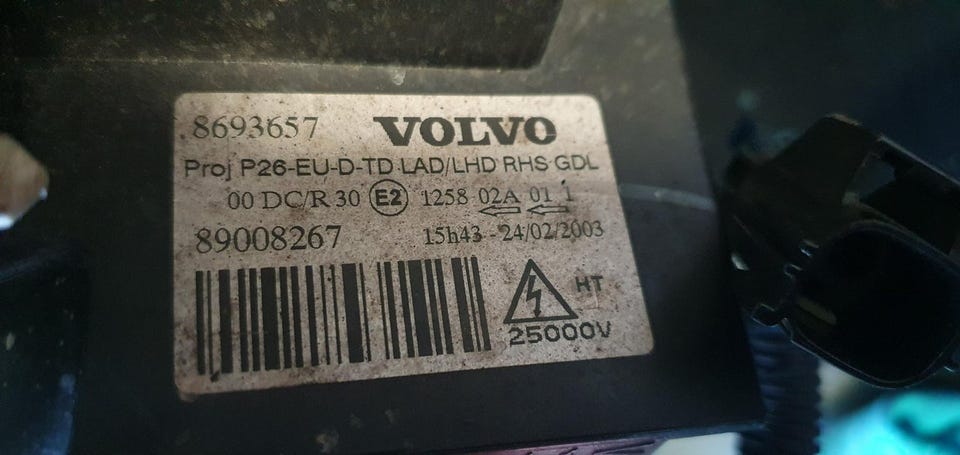 8693657 VOLVO
Proj P26-EU-D-TD LAD/LHD RHS GDL
00 DC/R 30 E2 1258 02A 01 1
89008267 15h43 - 24/02/2003
HT
25000V